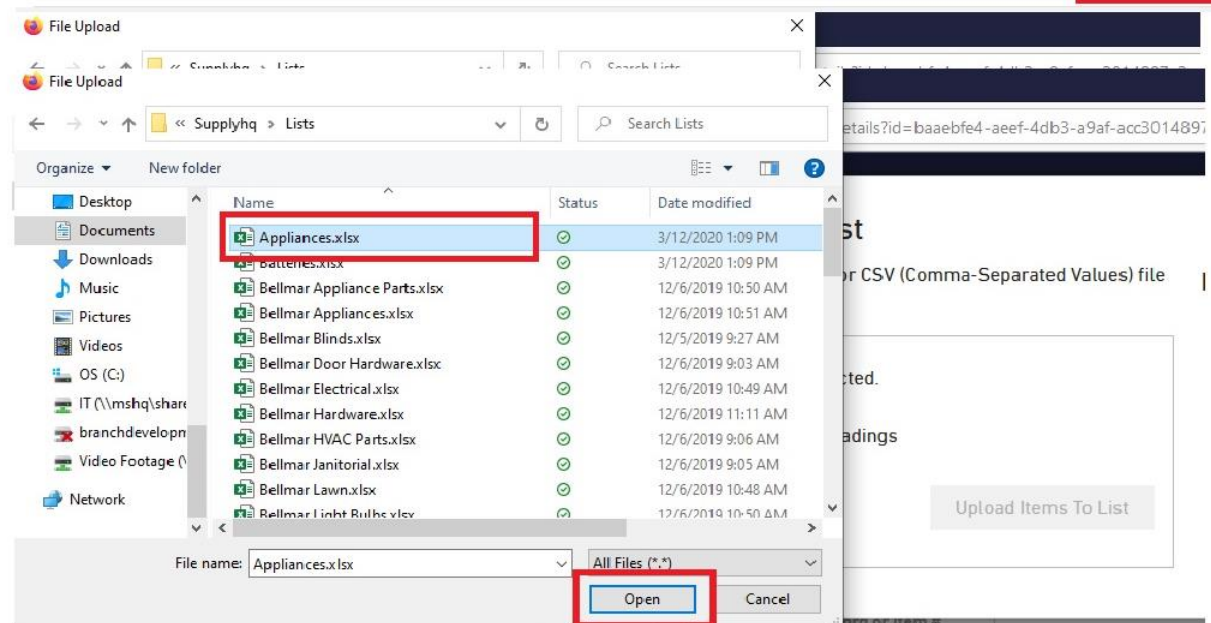 File Upload
Search Lists
File Upload
« Supplyhq > Lists
Search Lists
etails?id=baaebfe4-aeef-4db3-a9af-acc3014897
Organize New folder
Name Status Date modified
Desktop
Documents
Downloads
Music
Pictures
Videos
OS (C:)
IT (\\mshq\share
branchdevelopm
Video Footage (\
Network
Appliances.xlsx 3/12/2020 1:09 PM
Batteries.xlsx 3/12/2020 1:09 PM
Bellmar Appliance Parts.xlsx 12/6/2019 10:50 AM
Bellmar Appliances.xlsx 12/6/2019 10:51 AM
Bellmar Blinds.xlsx 12/5/2019 9:27 AM
Bellmar Door Hardware.xlsx 12/6/2019 9:03 AM
Bellmar Electrical.xlsx 12/6/2019 10:49 AM
Bellmar Hardware.xlsx 12/6/2019 11:11 AM
Bellmar HVAC Parts.xlsx 12/6/2019 9:06 AM
Bellmar Janitorial.xlsx 12/6/2019 9:05 AM
Bellmar Lawn.xlsx 12/6/2019 10:48 AM
Bellmar Light Bulbs.xlsx 12/6/2019 10:50 AM
st
or CSV (Comma-Separated Values) file
cted.
adings
Upload Items To List
File name: Appliances.xlsx All Files (*.*)
Open Cancel